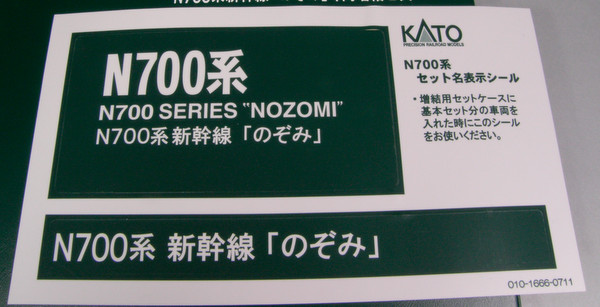 N700系
N700 SERIES "NOZOMI"
N700系 新幹線「のぞみ」
KATO
PRECISION RAILROAD MODELS
N700系
セット名表示シール
・増結用セットケースに
基本セット分の車両を
入れた時にこのシール
をお使いください。
N700系 新幹線「のぞみ」
010-1666-0711